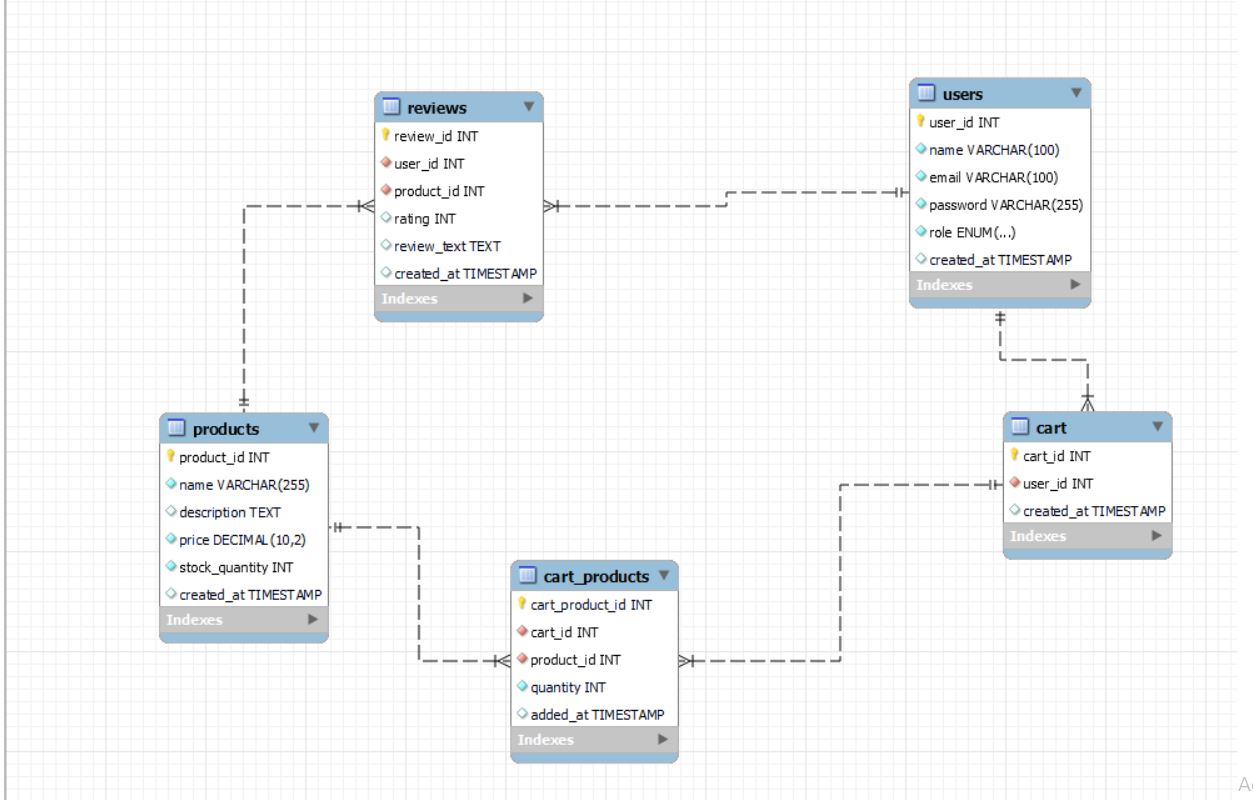 reviews
review_id INT
user_id INT
product_id INT
rating INT
review_text TEXT
created_at TIMESTAMP
Indexes
users
user_id INT
name VARCHAR(100)
email VARCHAR(100)
password VARCHAR(255)
role ENUM(...)
created_at TIMESTAMP
Indexes
products
product_id INT
name VARCHAR(255)
description TEXT
price DECIMAL(10,2)
stock_quantity INT
created_at TIMESTAMP
Indexes
cart
cart_id INT
user_id INT
created_at TIMESTAMP
Indexes
cart_products
cart_product_id INT
cart_id INT
product_id INT
quantity INT
added_at TIMESTAMP
Indexes